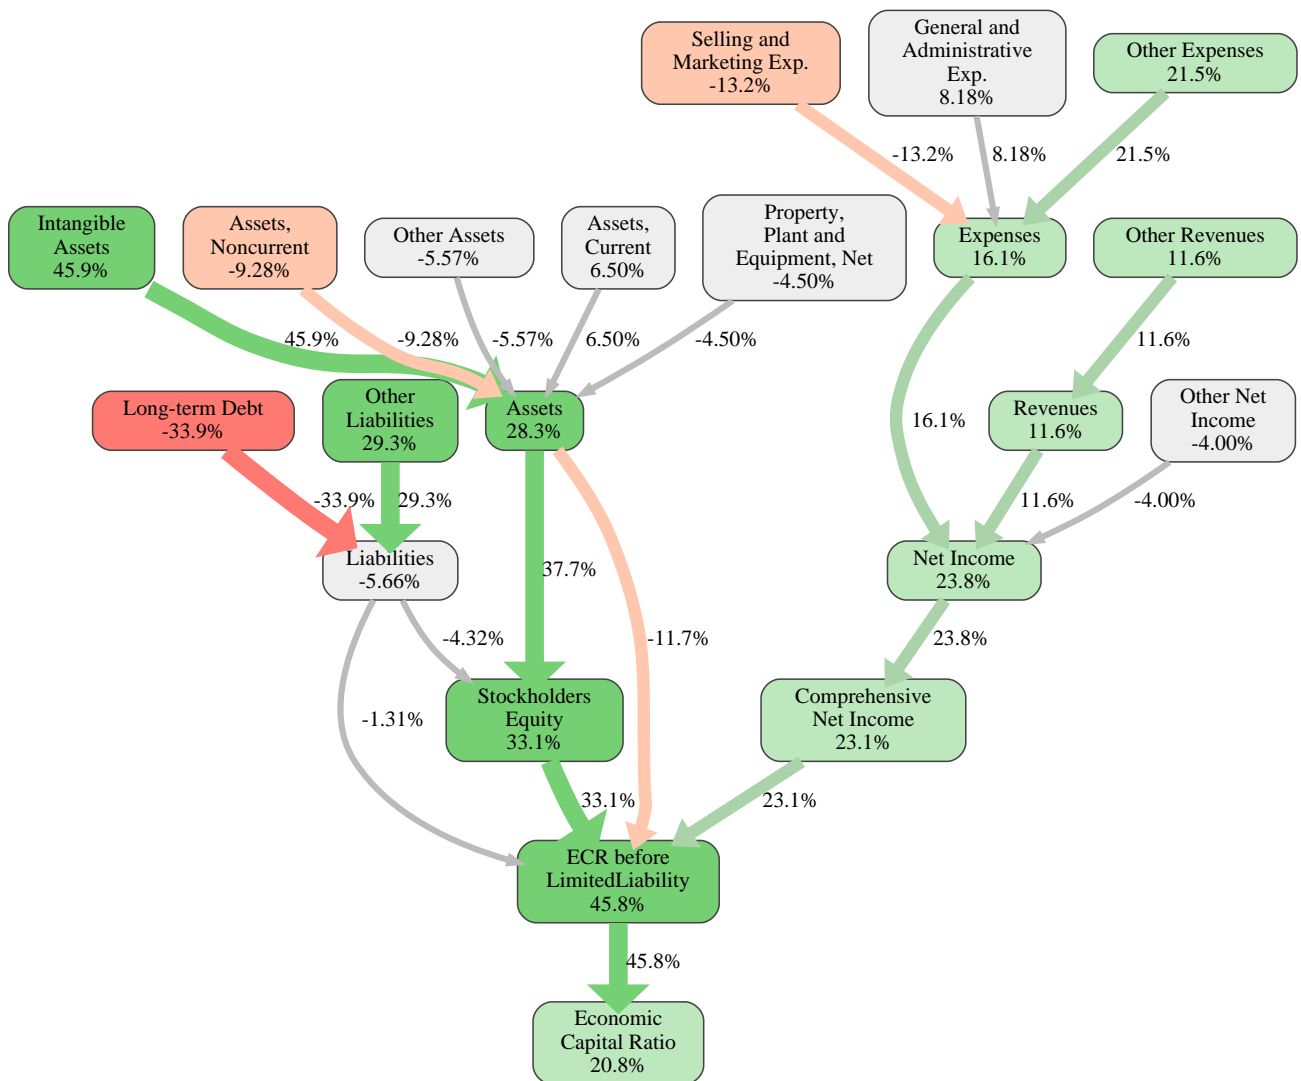 Selling and
Marketing Exp.
-13.2%
General and
Administrative
Exp.
8.18%
Other Expenses
21.5%
-13.2%
8.18%
21.5%
Intangible
Assets
45.9%
Assets,
Noncurrent
-9.28%
Other Assets
-5.57%
Assets,
Current
6.50%
Property,
Plant and
Equipment, Net
-4.50%
Expenses
16.1%
Other Revenues
11.6%
45.9%
-9.28%
-5.57%
6.50%
-4.50%
11.6%
Long-term Debt
-33.9%
Other
Liabilities
29.3%
Assets
28.3%
16.1%
Revenues
11.6%
Other Net
Income
-4.00%
-33.9%
29.3%
11.6%
-4.00%
Liabilities
-5.66%
37.7%
Net Income
23.8%
-4.32%
-11.7%
23.8%
-1.31%
Stockholders
Equity
33.1%
Comprehensive
Net Income
23.1%
33.1%
23.1%
ECR before
LimitedLiability
45.8%
45.8%
Economic
Capital Ratio
20.8%